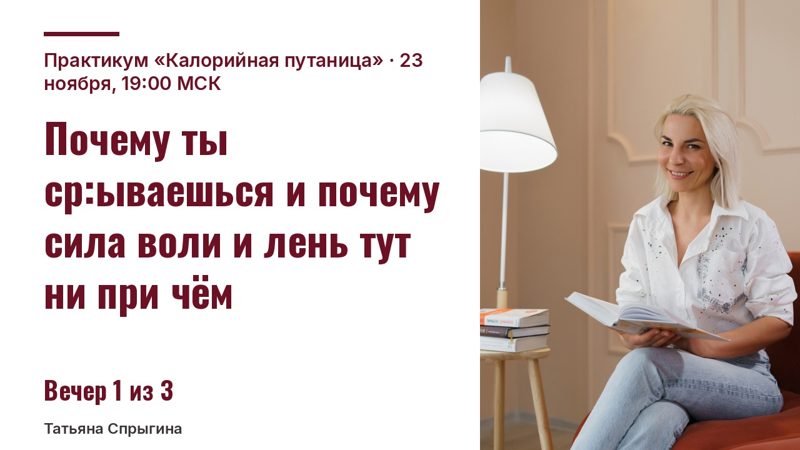 Практикум «Калорийная путаница» · 23
ноября, 19:00 МСК
Почему ты
ср:ываешься и почему
сила воли и лень тут
ни при чём
Вечер 1 из 3
Татьяна Спрыгина